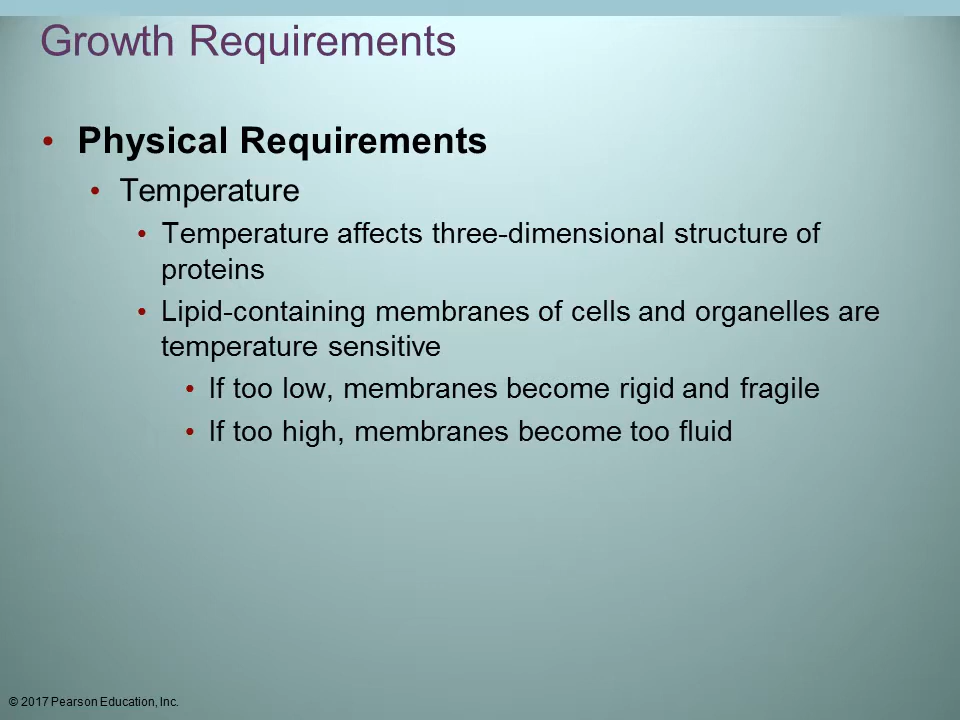 Growth Requirements
• Physical Requirements
• Temperature
• Temperature affects three-dimensional structure of
proteins
• Lipid-containing membranes of cells and organelles are
temperature sensitive
• If too low, membranes become rigid and fragile
• If too high, membranes become too fluid
© 2017 Pearson Education, Inc.